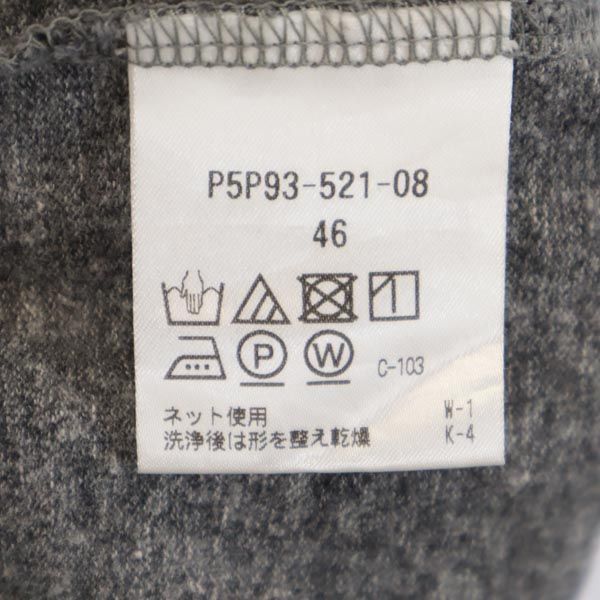 P5P93-521-08
46
P W C-103
ネット使用 W-1
洗浄後は形を整え乾燥 K-4